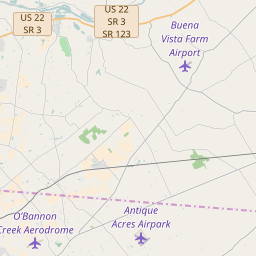 US 22
SR 3
US 22
SR 3
SR 123
Buena
Vista Farm
Airport
O'Bannon
Creek Aerodrome
Antique
Acres Airpark